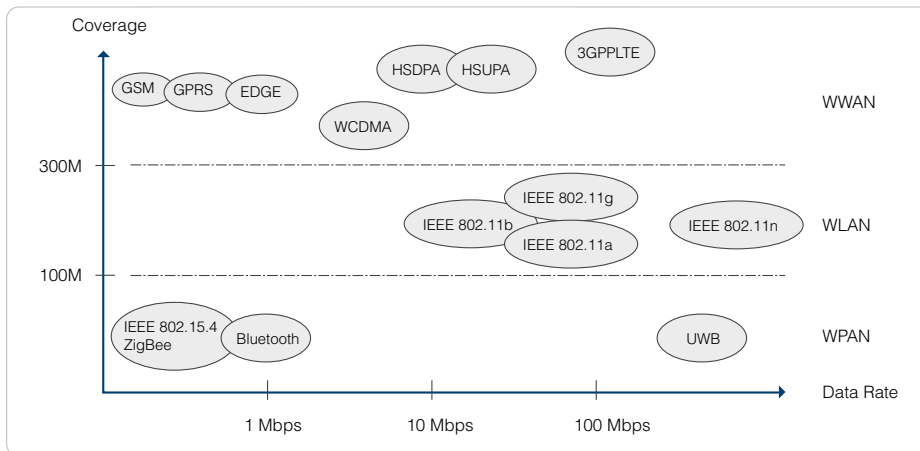 Coverage
3GPPLTE
HSDPA HSUPA
GSM GPRS EDGE
WWAN
WCDMA
300M
IEEE 802.11g
IEEE 802.11b IEEE 802.11n WLAN
IEEE 802.11a
100M
IEEE 802.15.4
ZigBee
Bluetooth UWB WPAN
Data Rate
1 Mbps 10 Mbps 100 Mbps